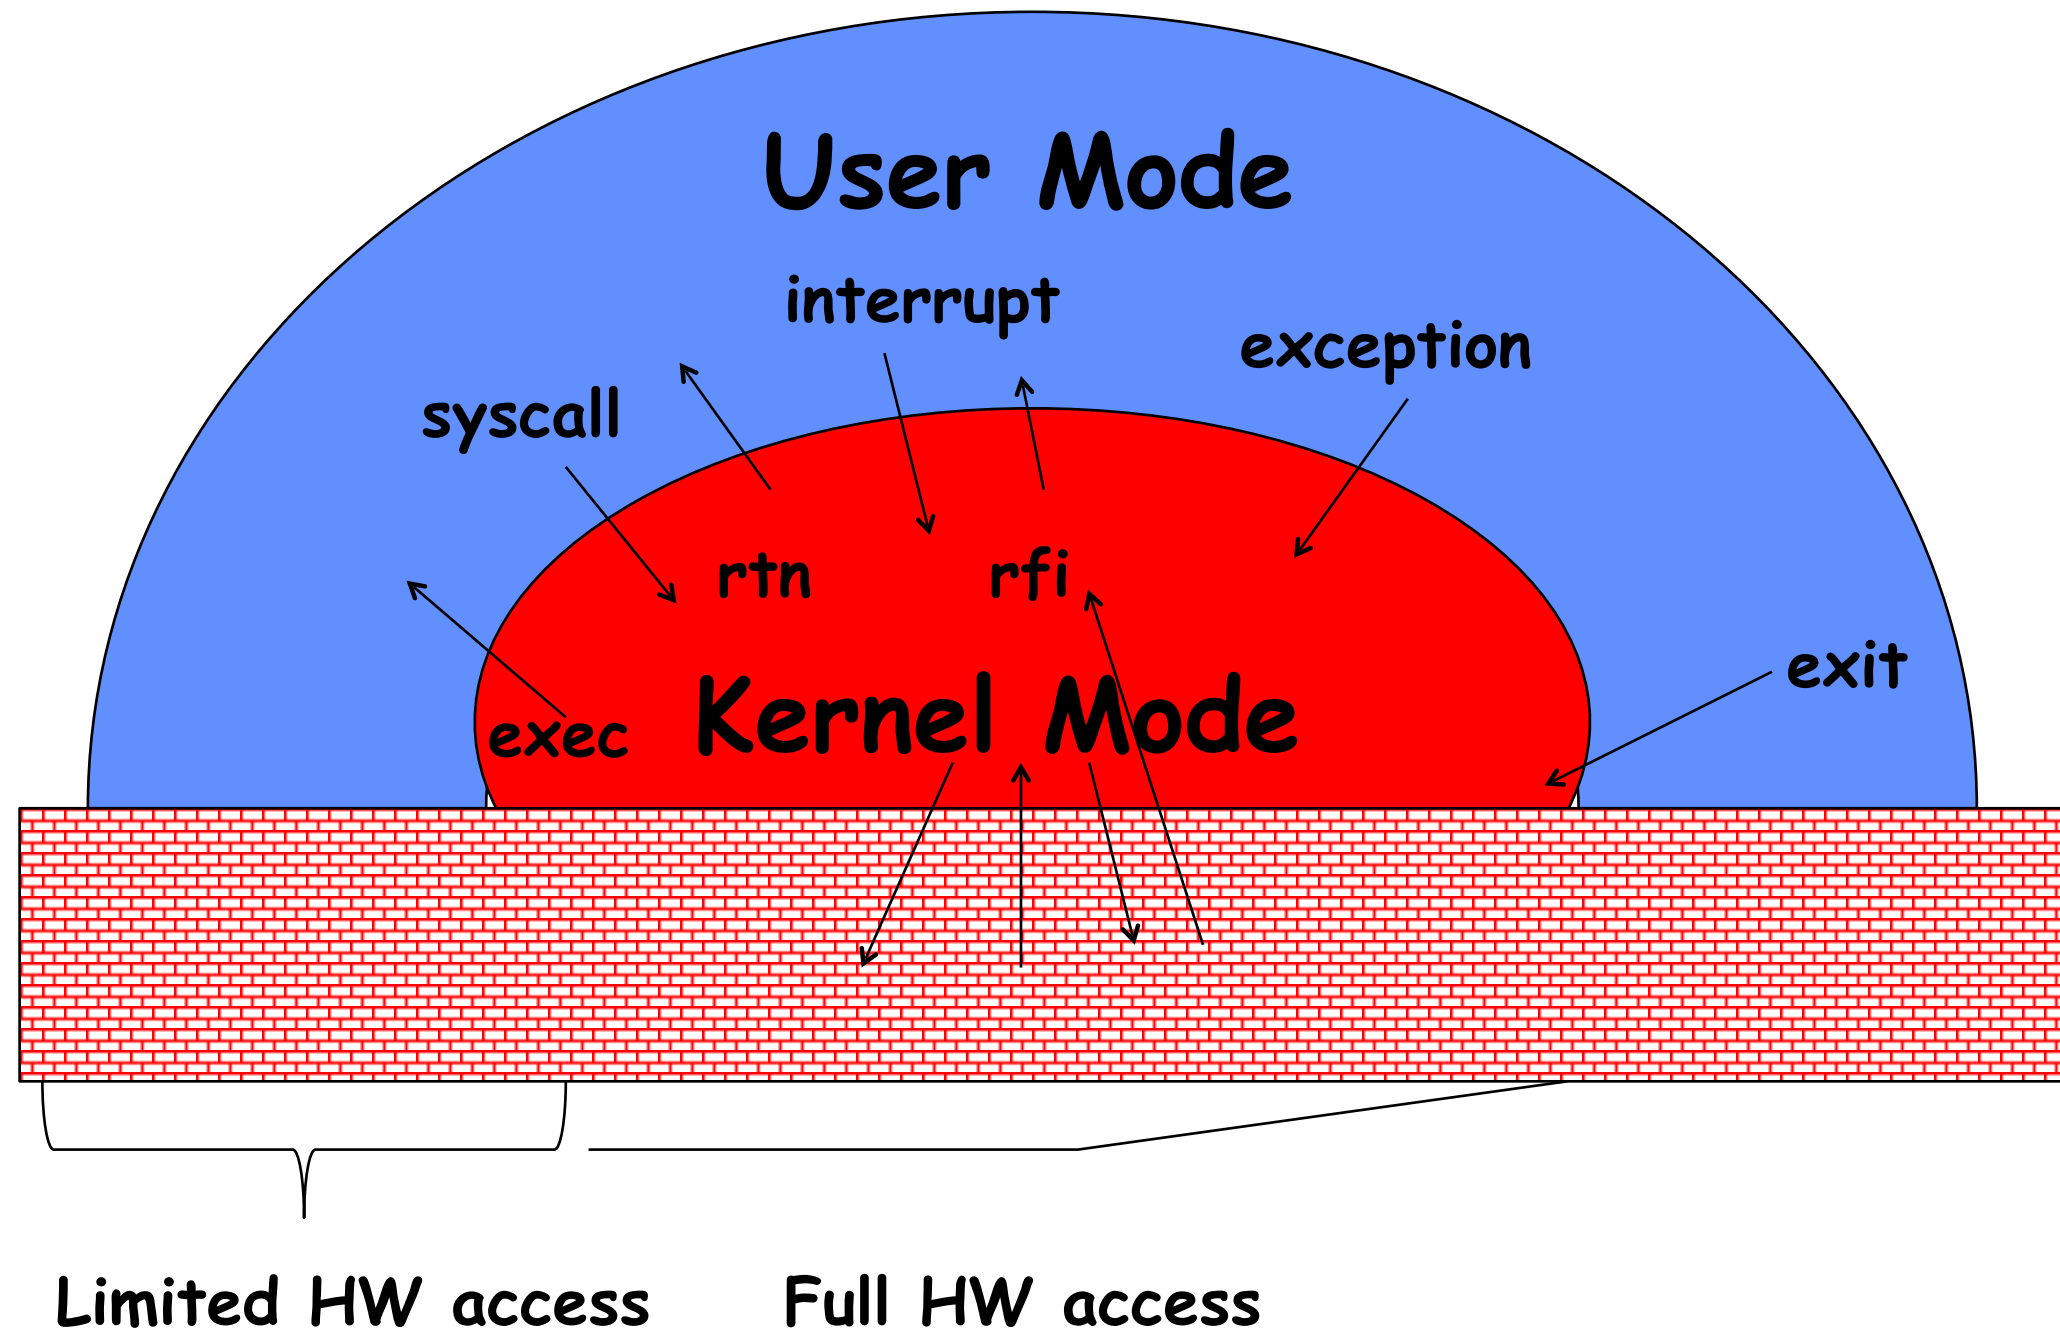 User Mode
interrupt
exception
syscall
rtn
rfi
exit
Kernel Mode
exec
Limited HW access
Full HW access